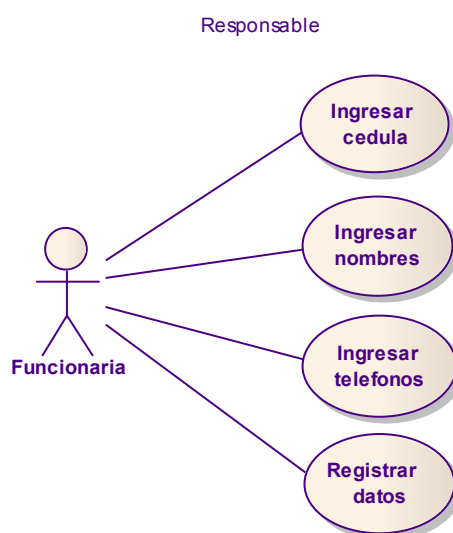 Responsable
Ingresar
cedula
Ingresar
nombres
Funcionaria
Ingresar
telefonos
Registrar
datos